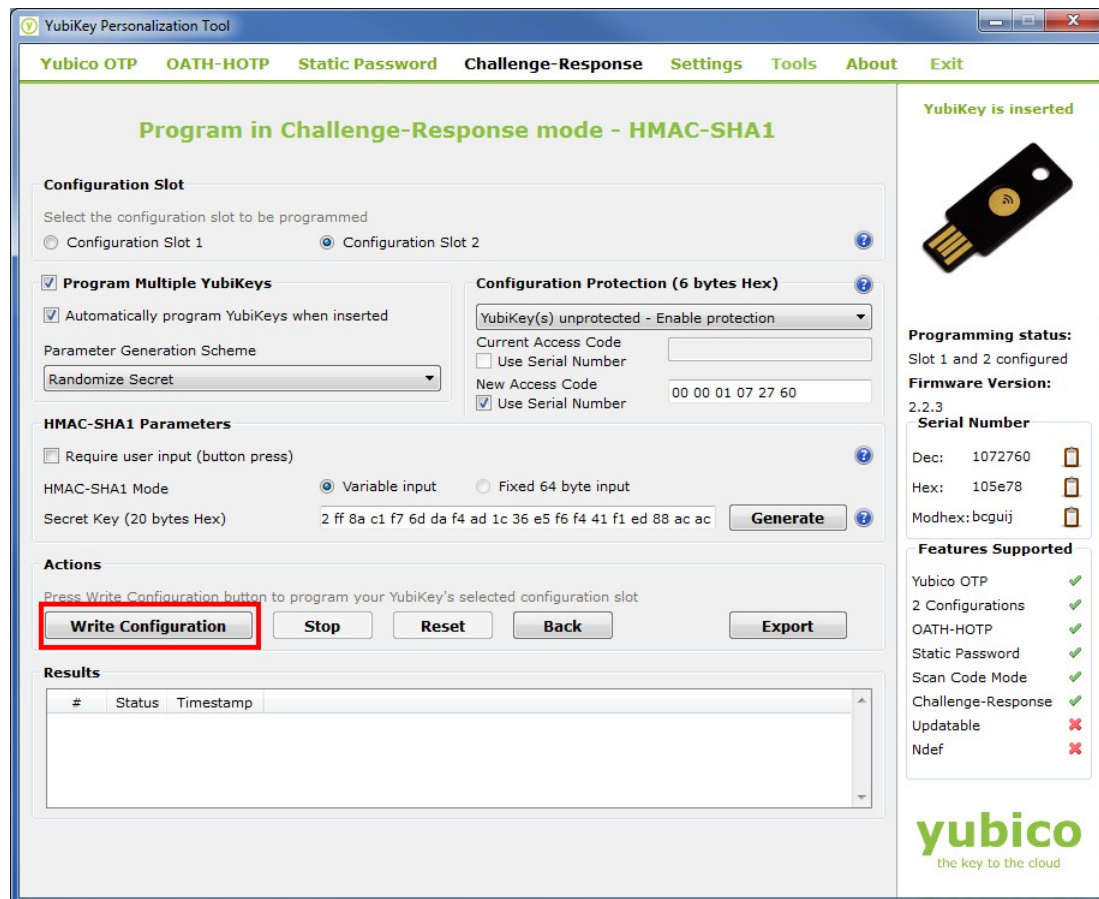 YubiKey Personalization Tool
Yubico OTP OATH-HOTP Static Password Challenge-Response Settings Tools About Exit
Program in Challenge-Response mode - HMAC-SHA1
Configuration Slot
Select the configuration slot to be programmed
Configuration Slot 1 Configuration Slot 2
Program Multiple YubiKeys
Automatically program YubiKeys when inserted
Parameter Generation Scheme
Randomize Secret
Configuration Protection (6 bytes Hex)
YubiKey(s) unprotected - Enable protection
Current Access Code
Use Serial Number
New Access Code
Use Serial Number
00 00 01 07 27 60
HMAC-SHA1 Parameters
Require user input (button press)
HMAC-SHA1 Mode Variable input Fixed 64 byte input
Secret Key (20 bytes Hex) 2 ff 8a c1 f7 6d da f4 ad 1c 36 e5 f6 f4 41 f1 ed 88 ac ac Generate
Actions
Press Write Configuration button to program your YubiKey's selected configuration slot
Write Configuration Stop Reset Back Export
Results
# Status Timestamp
YubiKey is inserted
Programming status:
Slot 1 and 2 configured
Firmware Version:
2.2.3
Serial Number
Dec: 1072760
Hex: 105e78
Modhex: bcguij
Features Supported
Yubico OTP
2 Configurations
OATH-HOTP
Static Password
Scan Code Mode
Challenge-Response
Updatable
Ndef
yubico
the key to the cloud